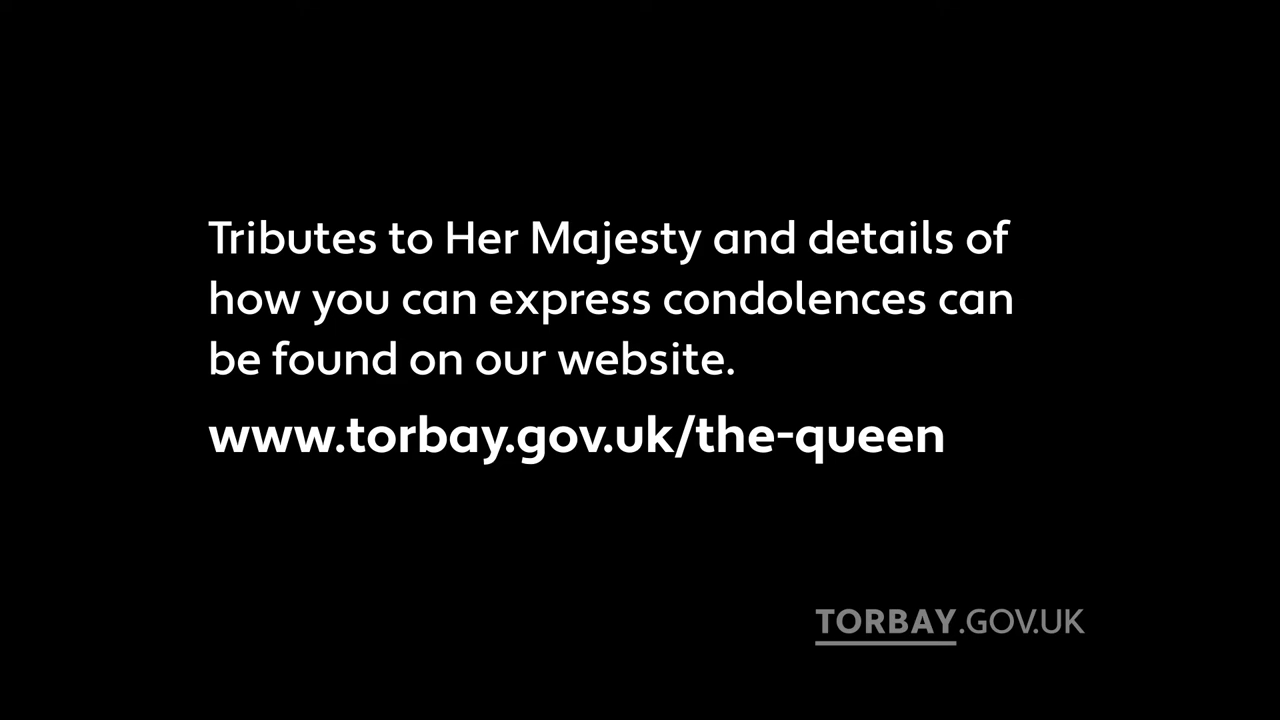 Tributes to Her Majesty and details of
how you can express condolences can
be found on our website.
www.torbay.gov.uk/the-queen
TORBAY.GOV.UK